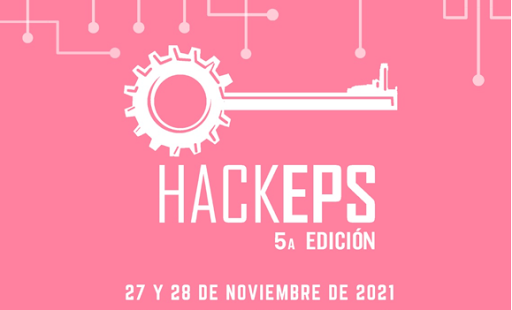 HACKEPS
5A EDICIÓN
27 Y 28 DE NOVIEMBRE DE 2021